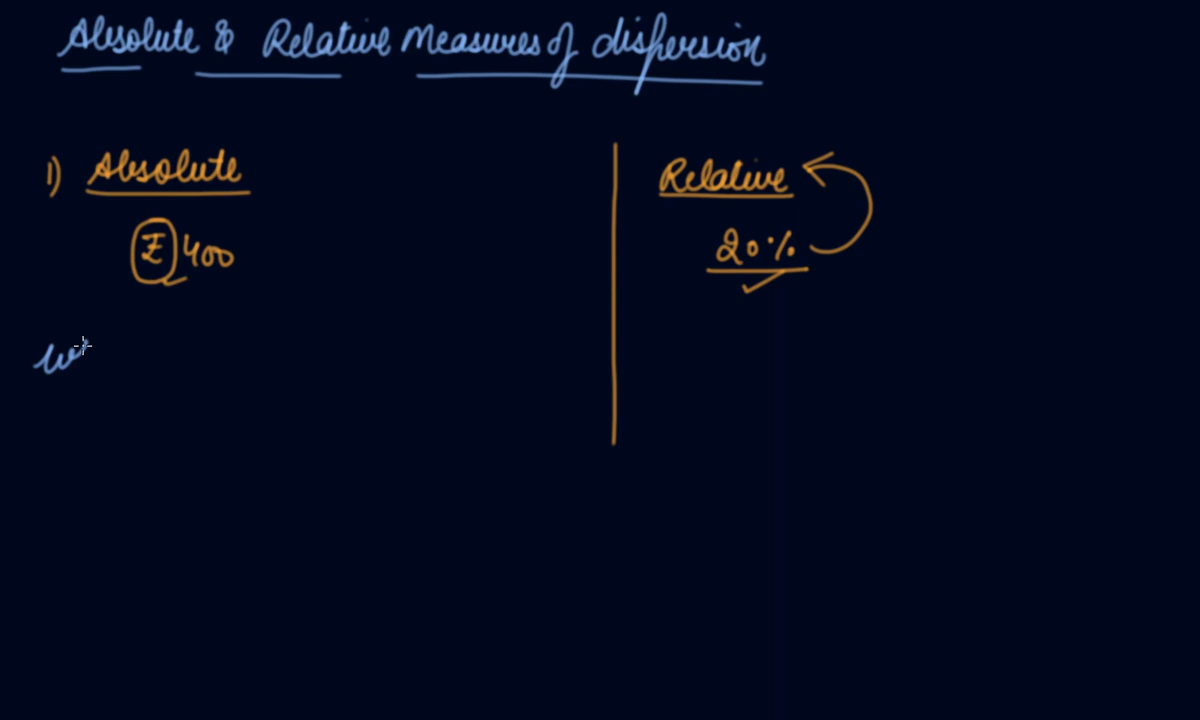 Absolute & Relative Measures of dispersion
1) Absolute
Relative
₹ 400
20%